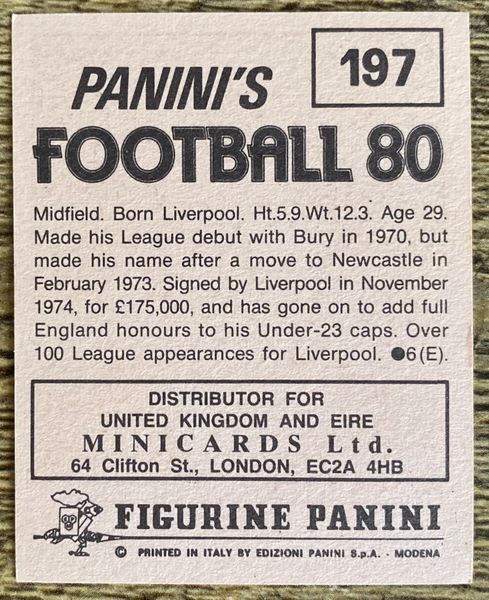 197
PANINI'S
FOOTBALL 80
Midfield. Born Liverpool. Ht.5.9.Wt.12.3. Age 29.
Made his League debut with Bury in 1970, but
made his name after a move to Newcastle in
February 1973. Signed by Liverpool in November
1974, for £175,000, and has gone on to add full
England honours to his Under-23 caps. Over
100 League appearances for Liverpool. ●6(E).
DISTRIBUTOR FOR
UNITED KINGDOM AND EIRE
MINICARDS Ltd.
64 Clifton St., LONDON, EC2A 4HB
FIGURINE PANINI
© PRINTED IN ITALY BY EDIZIONI PANINI S.p.A. - MODENA